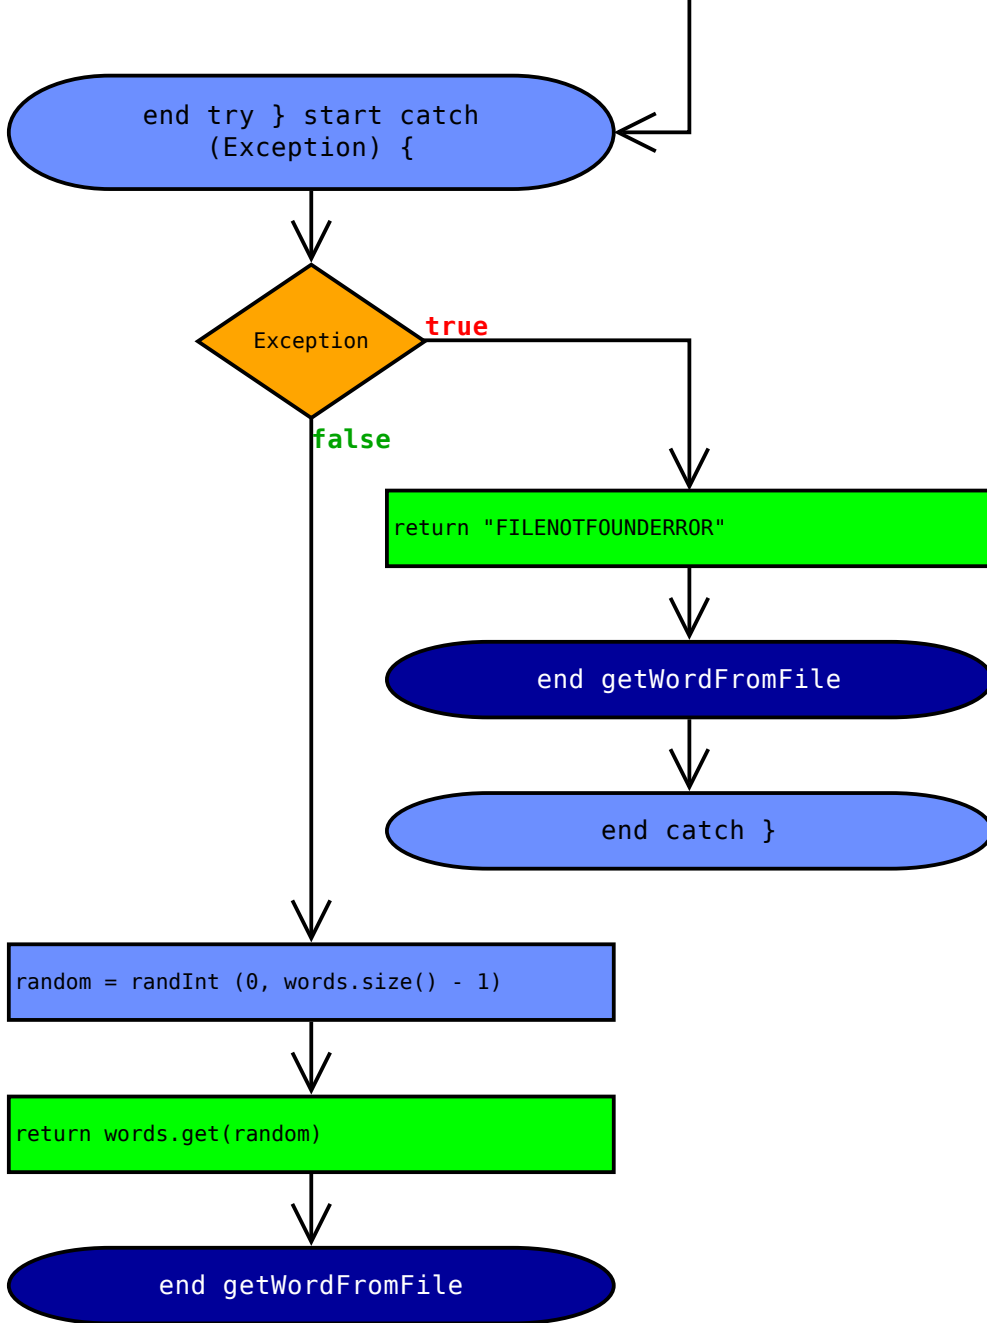 end try } start catch
(Exception) {
Exception
true
false
return "FILENOTFOUNDERROR"
end getWordFromFile
end catch }
random = randInt (0, words.size() - 1)
return words.get(random)
end getWordFromFile